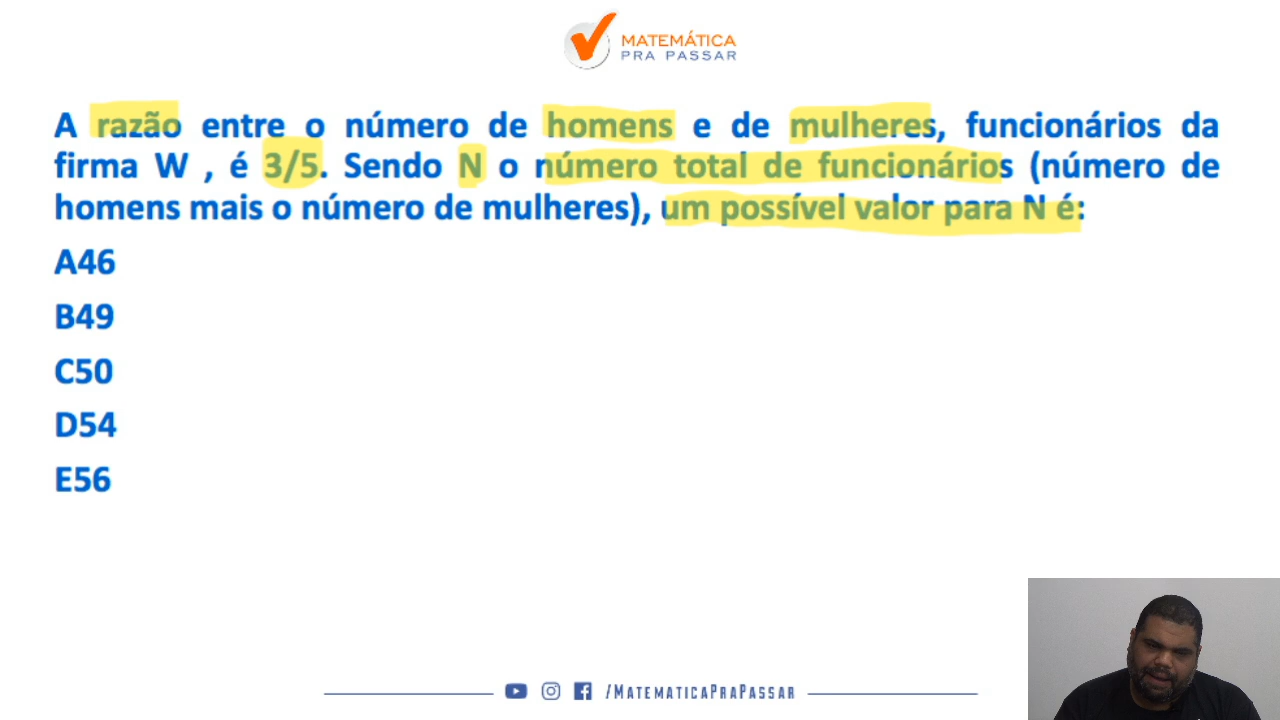 MATEMÁTICA
PRA PASSAR
A razão entre o número de homens e de mulheres, funcionários da
firma W , é 3/5. Sendo N o número total de funcionários (número de
homens mais o número de mulheres), um possível valor para N é:
A46
B49
C50
D54
E56
/MATEMATICAPRAPASSAR